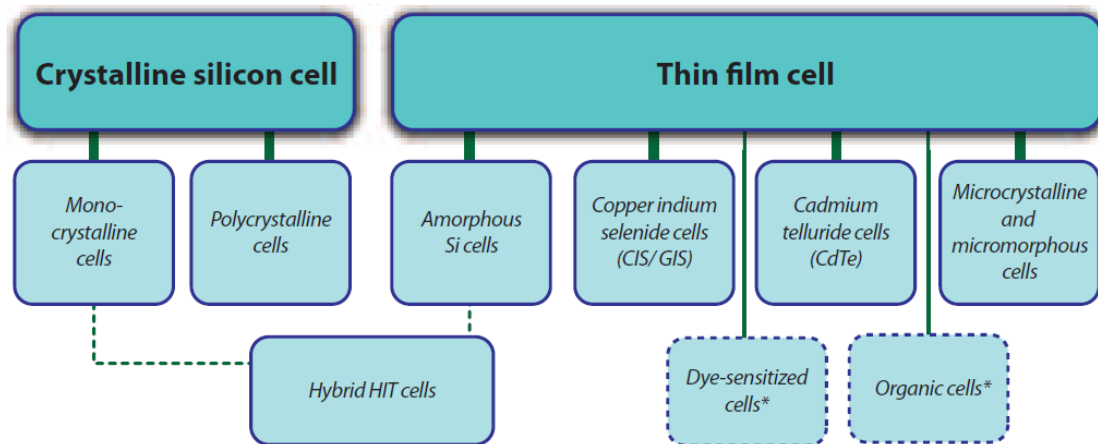 Crystalline silicon cell
Thin film cell
Mono-
crystalline
cells
Polycrystalline
cells
Amorphous
Si cells
Copper indium
selenide cells
(CIS/ GIS)
Cadmium
telluride cells
(CdTe)
Microcrystalline
and
micromorphous
cells
Hybrid HIT cells
Dye-sensitized
cells*
Organic cells*